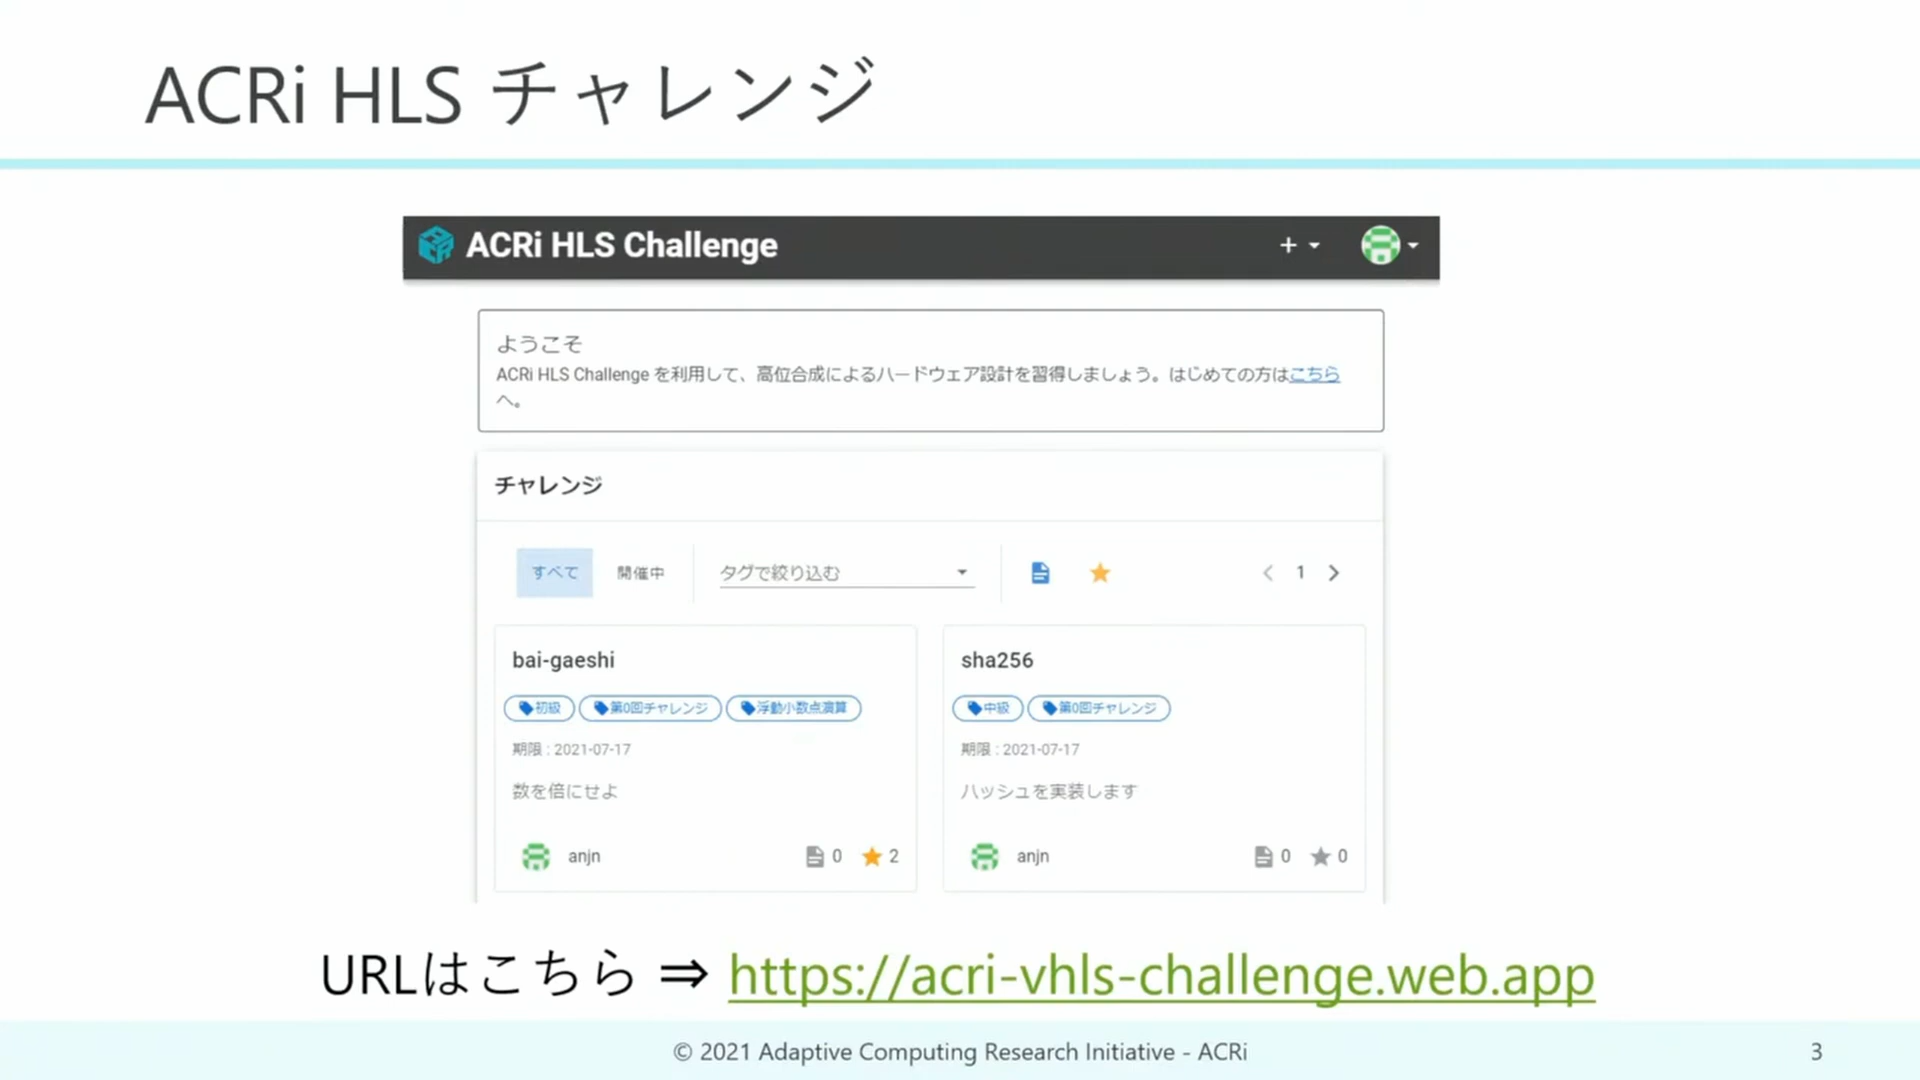 ACRi HLS チャレンジ
ACRi HLS Challenge
ようこそ
ACRi HLS Challenge を利用して、高位合成によるハードウェア設計を習得しましょう。はじめての方はこちら
へ。
チャレンジ
すべて 開催中 タグで絞り込む 1
bai-gaeshi
初級 第0回チャレンジ 浮動小数点演算
期限 : 2021-07-17
数を倍にせよ
anjn 0 2
sha256
中級 第0回チャレンジ
期限 : 2021-07-17
ハッシュを実装します
anjn 0 0
URLはこちら ⇒ https://acri-vhls-challenge.web.app
© 2021 Adaptive Computing Research Initiative - ACRi
3